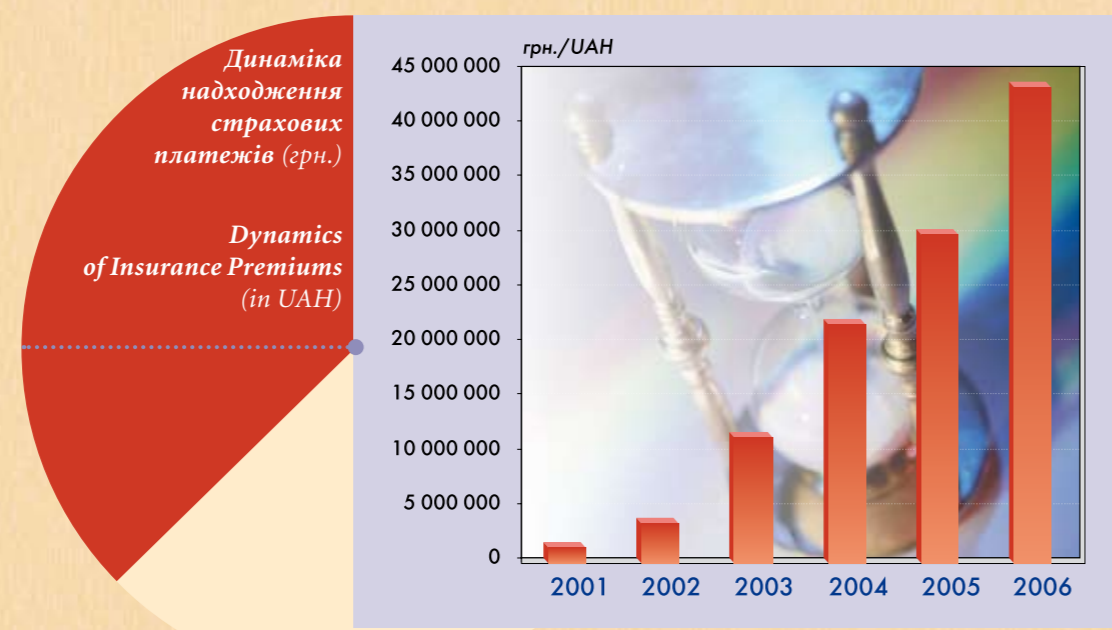 Динаміка
надходження
страхових
платежів (грн.)
Dynamics
of Insurance Premiums
(in UAH)
грн./UAH
45 000 000
40 000 000
35 000 000
30 000 000
25 000 000
20 000 000
15 000 000
10 000 000
5 000 000
0
2001 2002 2003 2004 2005 2006